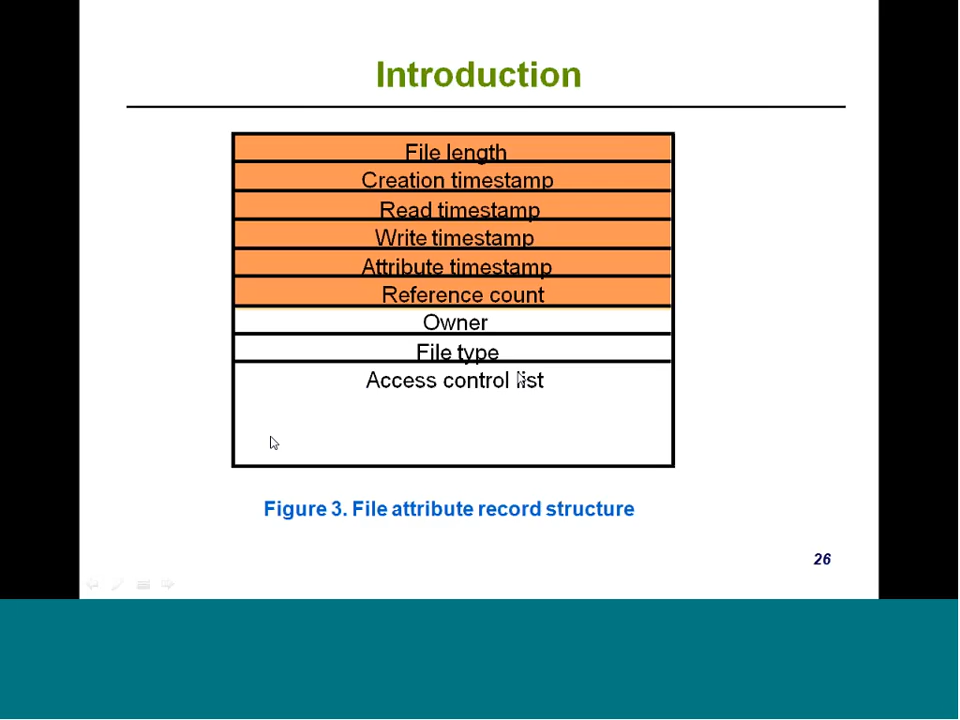 Introduction
File length
Creation timestamp
Read timestamp
Write timestamp
Attribute timestamp
Reference count
Owner
File type
Access control list
Figure 3. File attribute record structure
26